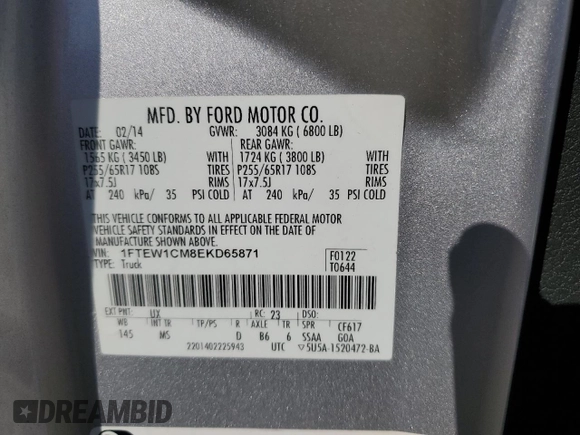 MFD. BY FORD MOTOR CO.
DATE: 02/14 GVWR: 3084 KG ( 6800 LB)
FRONT GAWR: REAR GAWR:
1565 KG ( 3450 LB) WITH 1724 KG ( 3800 LB) WITH
P255/65R17 108S TIRES P255/65R17 108S TIRES
17x7.5J RIMS 17x7.5J RIMS
AT 240 kPa/ 35 PSI COLD AT 240 kPa/ 35 PSI COLD
THIS VEHICLE CONFORMS TO ALL APPLICABLE FEDERAL MOTOR
VEHICLE SAFETY STANDARDS IN EFFECT ON THE DATE OF
MANUFACTURE SHOWN ABOVE.
VIN: 1FTEW1CM8EKD65871 F0122
TYPE: Truck T0644
EXT PNT: UX RC: 23 DSO:
WB INT TR TP/PS R AXLE TR SPR CF617
145 MS D B6 6 SSAA GOA
2201402225943 UTC 5U5A-1520472-BA
DREAMBID